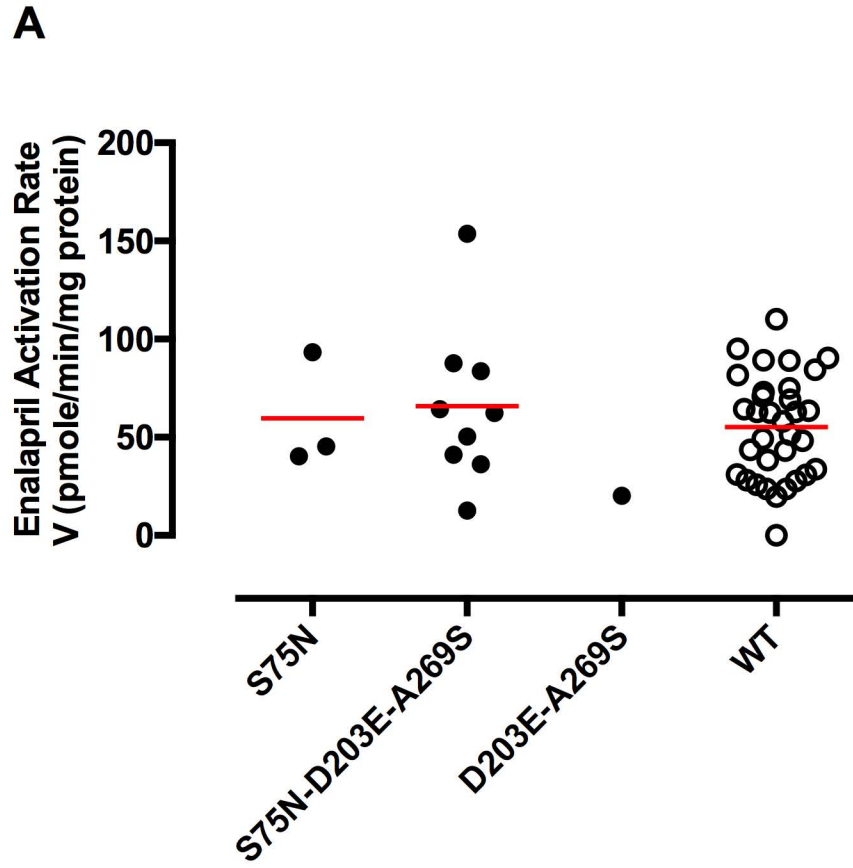 A
Enalapril Activation Rate
V (pmole/min/mg protein)
200
150
100
50
0
S75N
S75N-D203E-A269S
D203E-A269S
WT